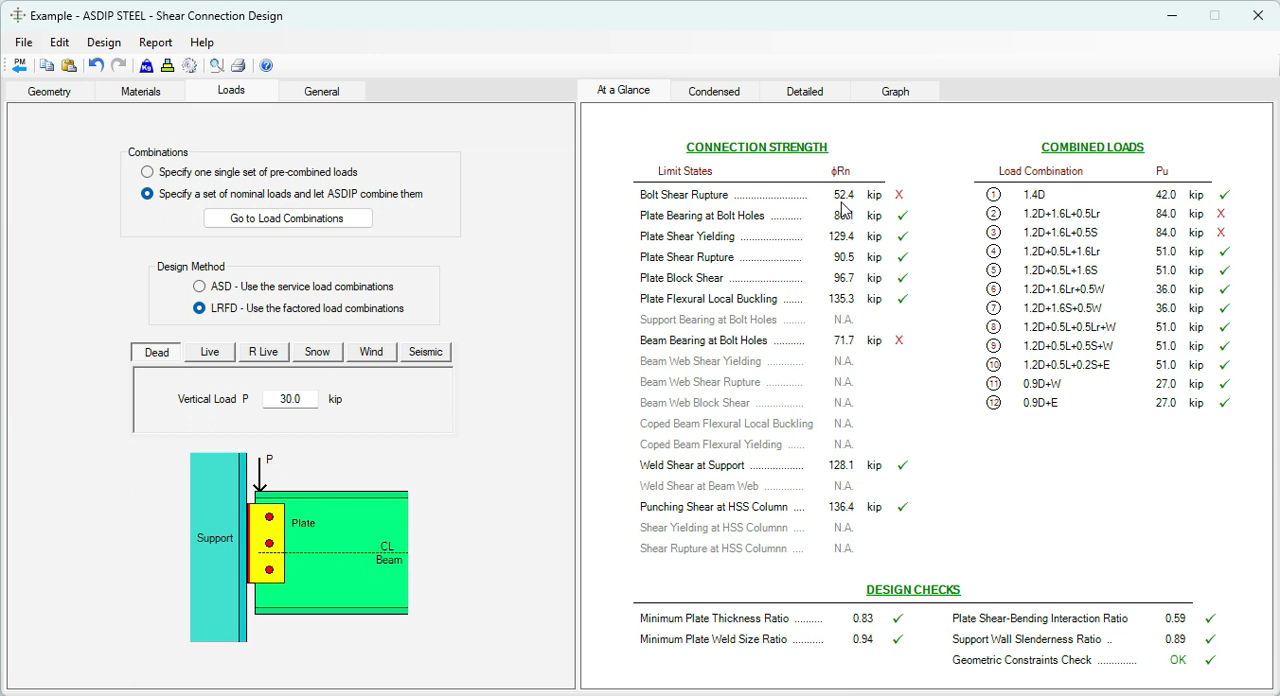 Example - ASDIP STEEL - Shear Connection Design
File Edit Design Report Help
PM
Kg
Geometry Materials Loads General
At a Glance Condensed Detailed Graph
Combinations
Specify one single set of pre-combined loads
Specify a set of nominal loads and let ASDIP combine them
Go to Load Combinations
Design Method
ASD - Use the service load combinations
LRFD - Use the factored load combinations
Dead Live R Live Snow Wind Seismic
Vertical Load P 30.0 kip
P
Plate
Support
CL
Beam
CONNECTION STRENGTH
Limit States ϕRn
Bolt Shear Rupture .......................... 52.4 kip X
Plate Bearing at Bolt Holes ........... kip ✓
Plate Shear Yielding ...................... 129.4 kip ✓
Plate Shear Rupture ...................... 90.5 kip ✓
Plate Block Shear .......................... 96.7 kip ✓
Plate Flexural Local Buckling ....... 135.3 kip ✓
Support Bearing at Bolt Holes ........ N.A.
Beam Bearing at Bolt Holes ........... 71.7 kip X
Beam Web Shear Yielding ............. N.A.
Beam Web Shear Rupture ............. N.A.
Beam Web Block Shear ................. N.A.
Coped Beam Flexural Local Buckling N.A.
Coped Beam Flexural Yielding ...... N.A.
Weld Shear at Support ................... 128.1 kip ✓
Weld Shear at Beam Web ............. N.A.
Punching Shear at HSS Column .... 136.4 kip ✓
Shear Yielding at HSS Columnn .... N.A.
Shear Rupture at HSS Columnn .... N.A.
COMBINED LOADS
Load Combination Pu
1 1.4D 42.0 kip ✓
2 1.2D+1.6L+0.5Lr 84.0 kip X
3 1.2D+1.6L+0.5S 84.0 kip X
4 1.2D+0.5L+1.6Lr 51.0 kip ✓
5 1.2D+0.5L+1.6S 51.0 kip ✓
6 1.2D+1.6Lr+0.5W 36.0 kip ✓
7 1.2D+1.6S+0.5W 36.0 kip ✓
8 1.2D+0.5L+0.5Lr+W 51.0 kip ✓
9 1.2D+0.5L+0.5S+W 51.0 kip ✓
10 1.2D+0.5L+0.2S+E 51.0 kip ✓
11 0.9D+W 27.0 kip ✓
12 0.9D+E 27.0 kip ✓
DESIGN CHECKS
Minimum Plate Thickness Ratio .......... 0.83 ✓
Minimum Plate Weld Size Ratio ........... 0.94 ✓
Plate Shear-Bending Interaction Ratio 0.59 ✓
Support Wall Slenderness Ratio .. 0.89 ✓
Geometric Constraints Check .............. OK ✓